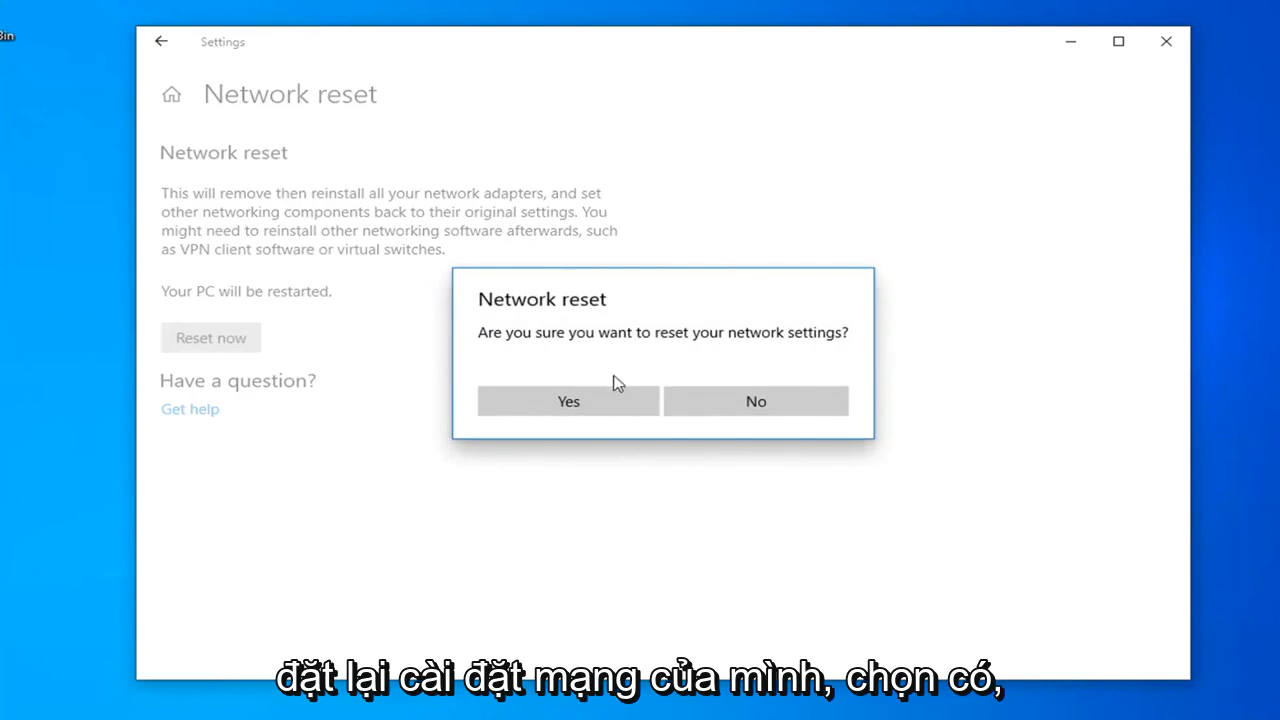 Bin
Settings
Network reset
Network reset
This will remove then reinstall all your network adapters, and set
other networking components back to their original settings. You
might need to reinstall other networking software afterwards, such
as VPN client software or virtual switches.
Your PC will be restarted.
Reset now
Have a question?
Get help
Network reset
Are you sure you want to reset your network settings?
Yes
No
đặt lại cài đặt mạng của mình, chọn có,